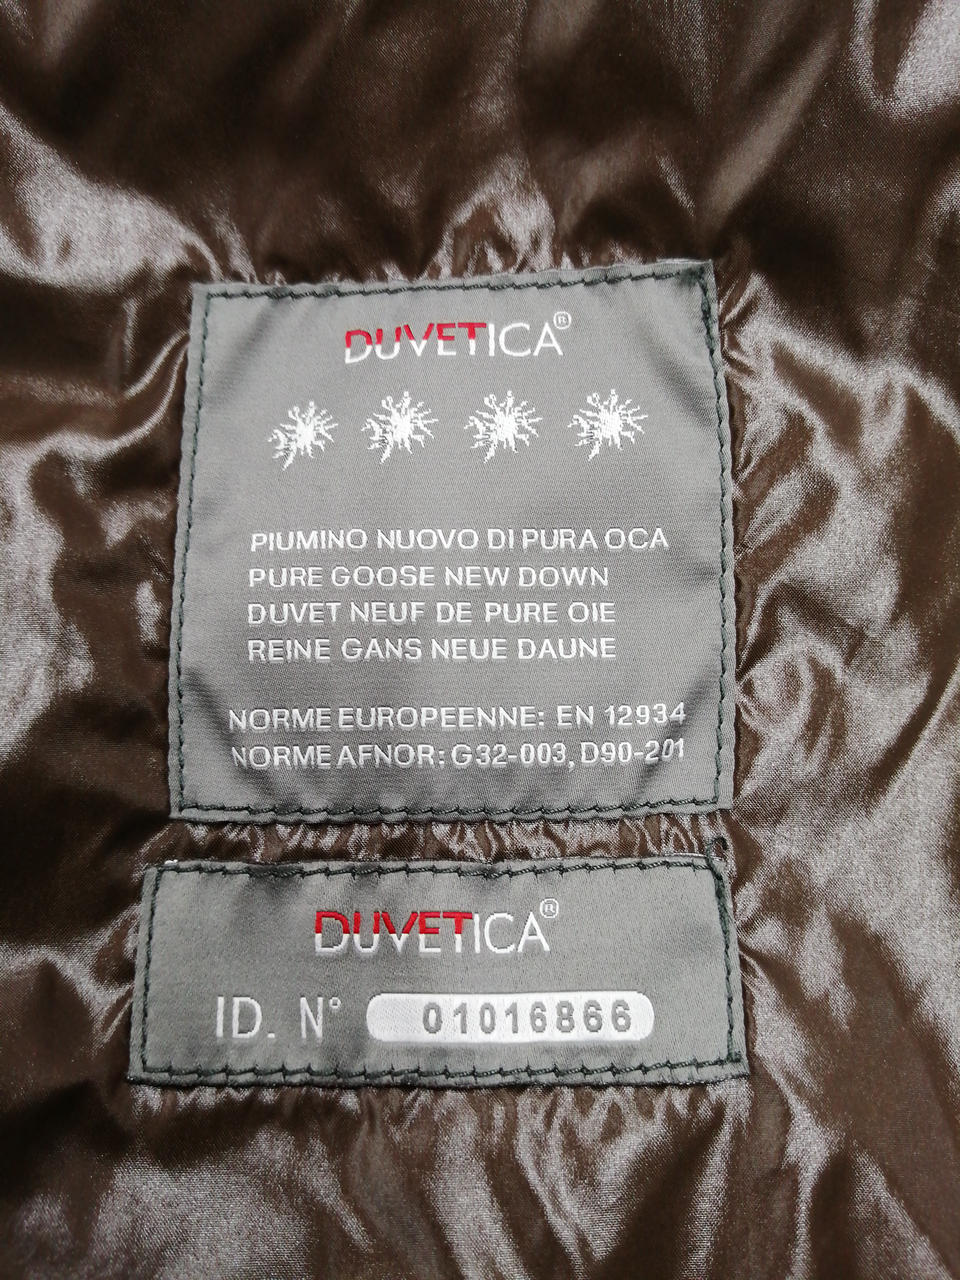 DUVETICA®
PIUMINO NUOVO DI PURA OCA
PURE GOOSE NEW DOWN
DUVET NEUF DE PURE OIE
REINE GANS NEUE DAUNE
NORME EUROPEENNE: EN 12934
NORME AFNOR: G32-003, D90-201
DUVETICA®
ID. N° 01016866